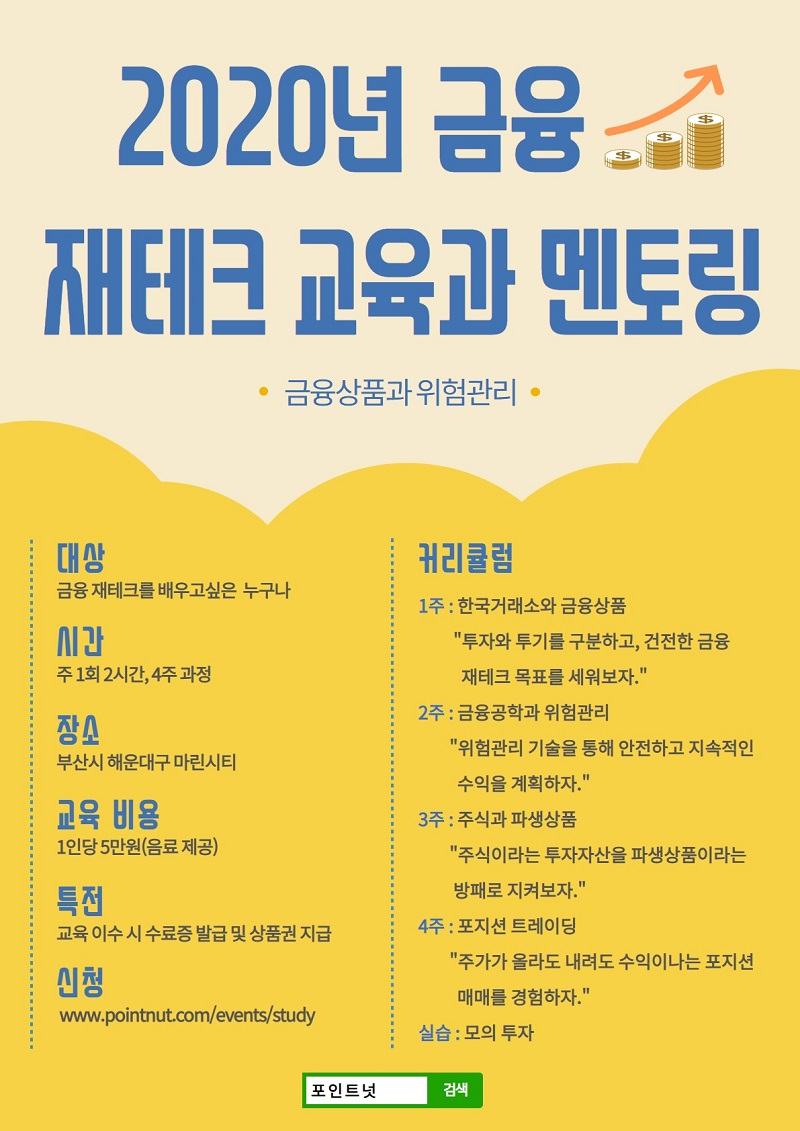 2020년 금융
재테크 교육과 멘토링
• 금융상품과 위험관리 •
대상
금융 재테크를 배우고싶은 누구나
시간
주 1회 2시간, 4주 과정
장소
부산시 해운대구 마린시티
교육 비용
1인당 5만원(음료 제공)
특전
교육 이수 시 수료증 발급 및 상품권 지급
신청
www.pointnut.com/events/study
커리큘럼
1주 : 한국거래소와 금융상품
"투자와 투기를 구분하고, 건전한 금융
재테크 목표를 세워보자."
2주 : 금융공학과 위험관리
"위험관리 기술을 통해 안전하고 지속적인
수익을 계획하자."
3주 : 주식과 파생상품
"주식이라는 투자자산을 파생상품이라는
방패로 지켜보자."
4주 : 포지션 트레이딩
"주가가 올라도 내려도 수익이나는 포지션
매매를 경험하자."
실습 : 모의 투자
포인트넛 검색